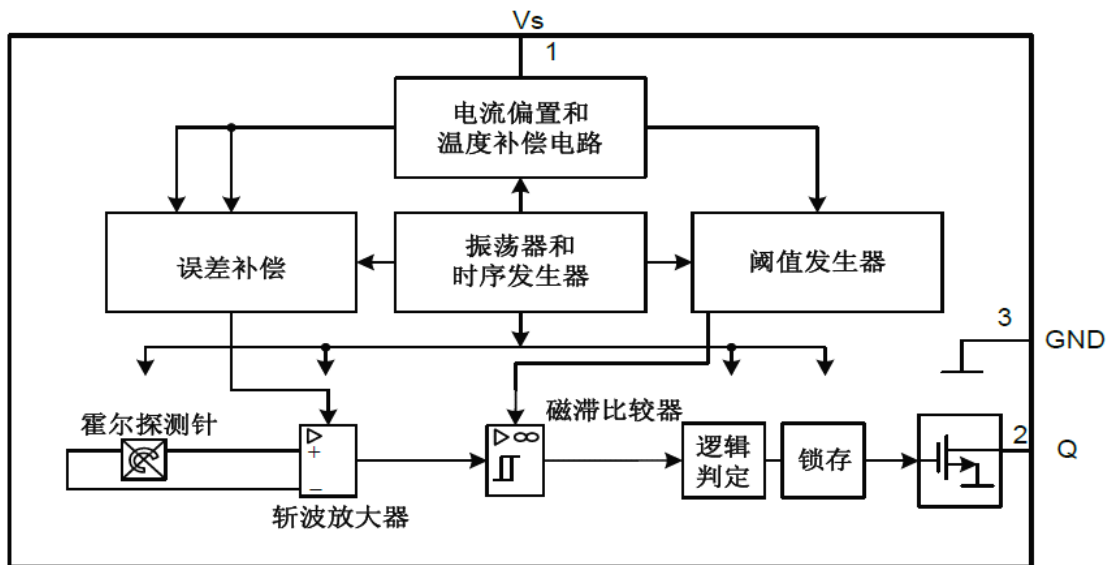 Vs
1
电流偏置和
温度补偿电路
误差补偿
振荡器和
时序发生器
阈值发生器
3
GND
霍尔探测针
磁滞比较器
+
−
∞
逻辑
判定
锁存
2
Q
斩波放大器